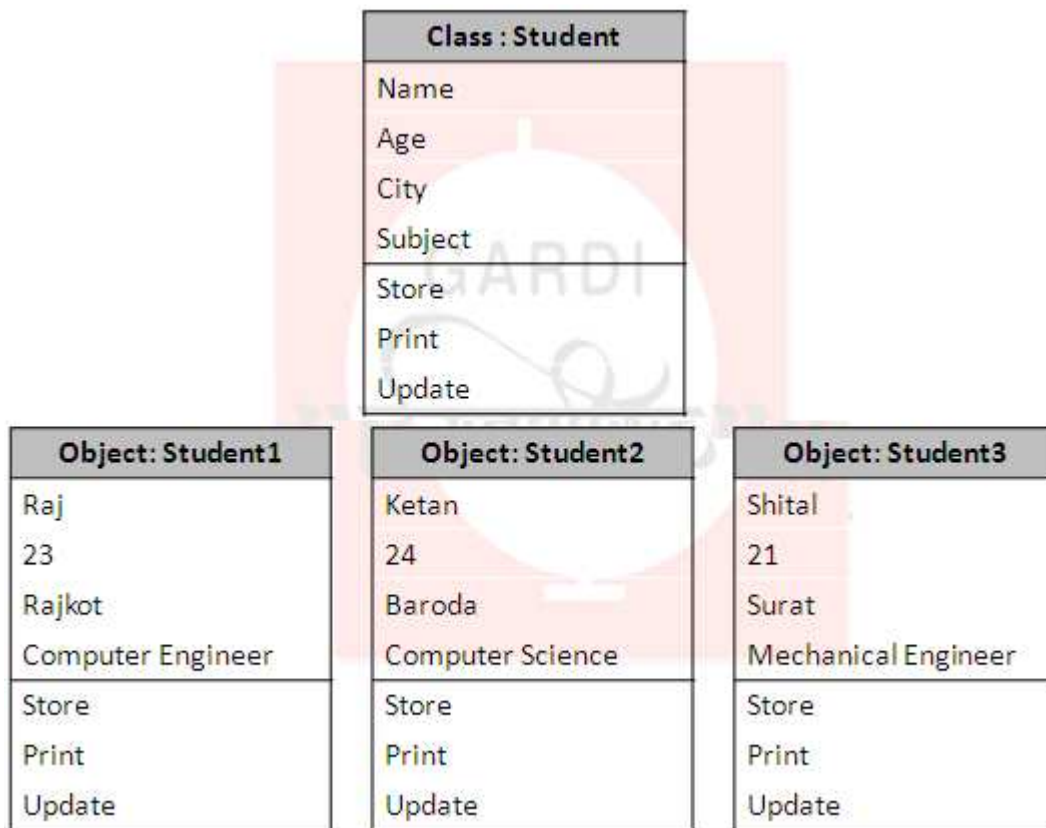 Class : Student
Name
Age
City
Subject
GARDI
Store
Print
Update
Object: Student1
Raj
23
Rajkot
Computer Engineer
Store
Print
Update
Object: Student2
Ketan
24
Baroda
Computer Science
Store
Print
Update
Object: Student3
Shital
21
Surat
Mechanical Engineer
Store
Print
Update